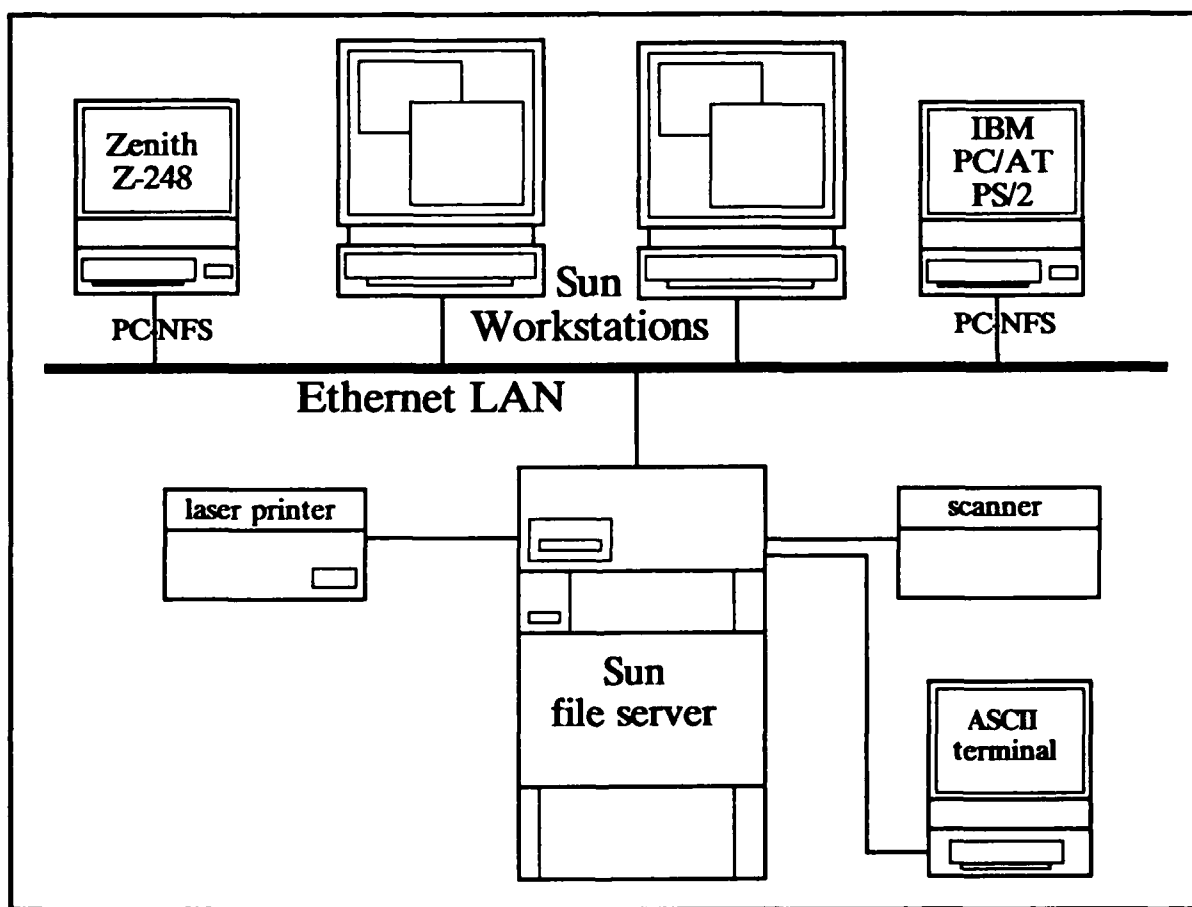 Zenith
Z-248
IBM
PC/AT
PS/2
Sun
Workstations
PC-NFS
PC-NFS
Ethernet LAN
laser printer
scanner
Sun
file server
ASCII
terminal